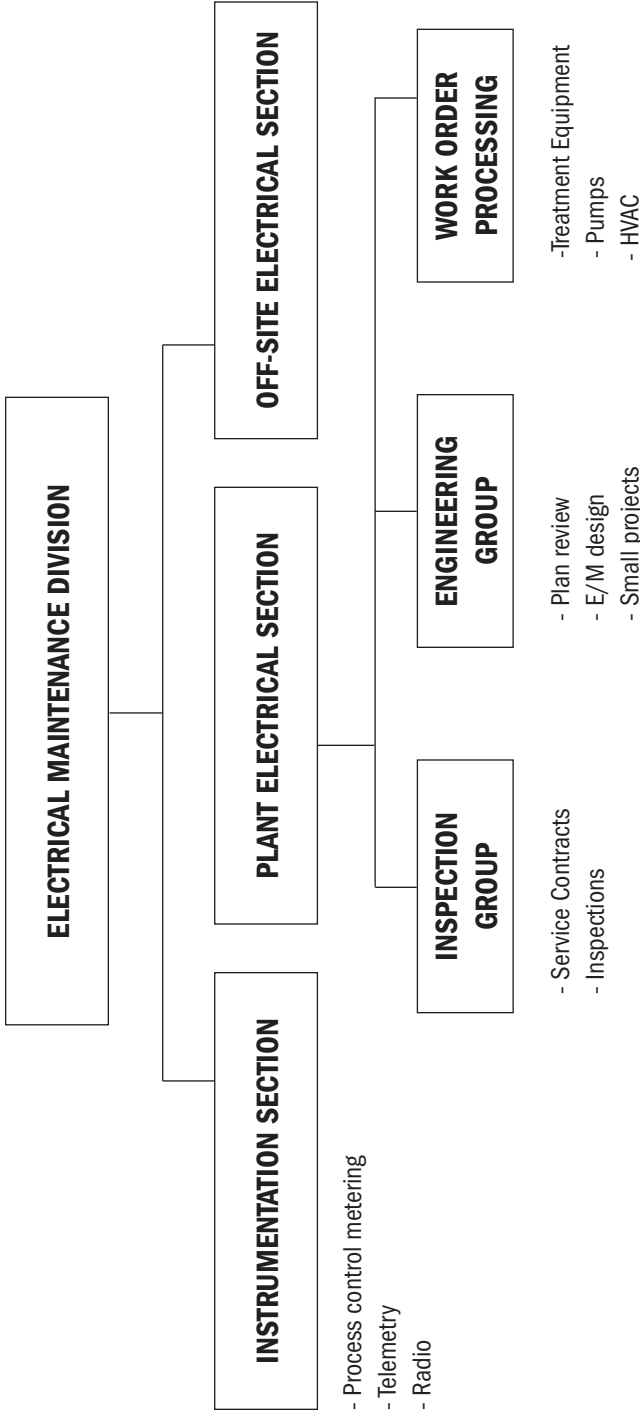 ELECTRICAL MAINTENANCE DIVISION
INSTRUMENTATION SECTION
- Process control metering
- Telemetry
- Radio
PLANT ELECTRICAL SECTION
OFF-SITE ELECTRICAL SECTION
INSPECTION
GROUP
- Service Contracts
- Inspections
ENGINEERING
GROUP
- Plan review
- E/M design
- Small projects
WORK ORDER
PROCESSING
-Treatment Equipment
- Pumps
- HVAC